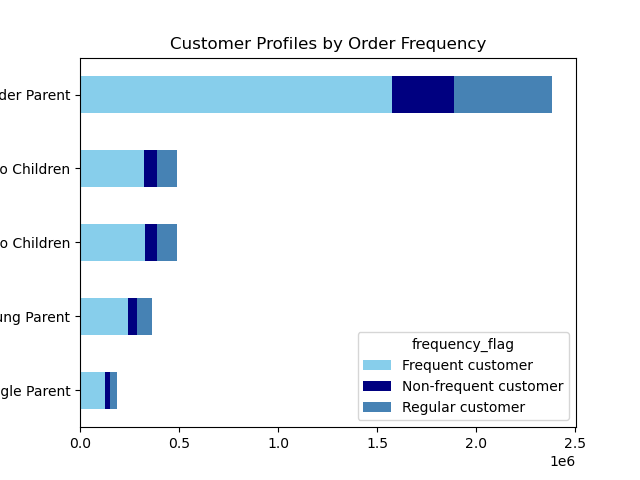 Customer Profiles by Order Frequency
der Parent
o Children
o Children
ung Parent
gle Parent
frequency_flag
Frequent customer
Non-frequent customer
Regular customer
0.0 0.5 1.0 1.5 2.0 2.5
1e6